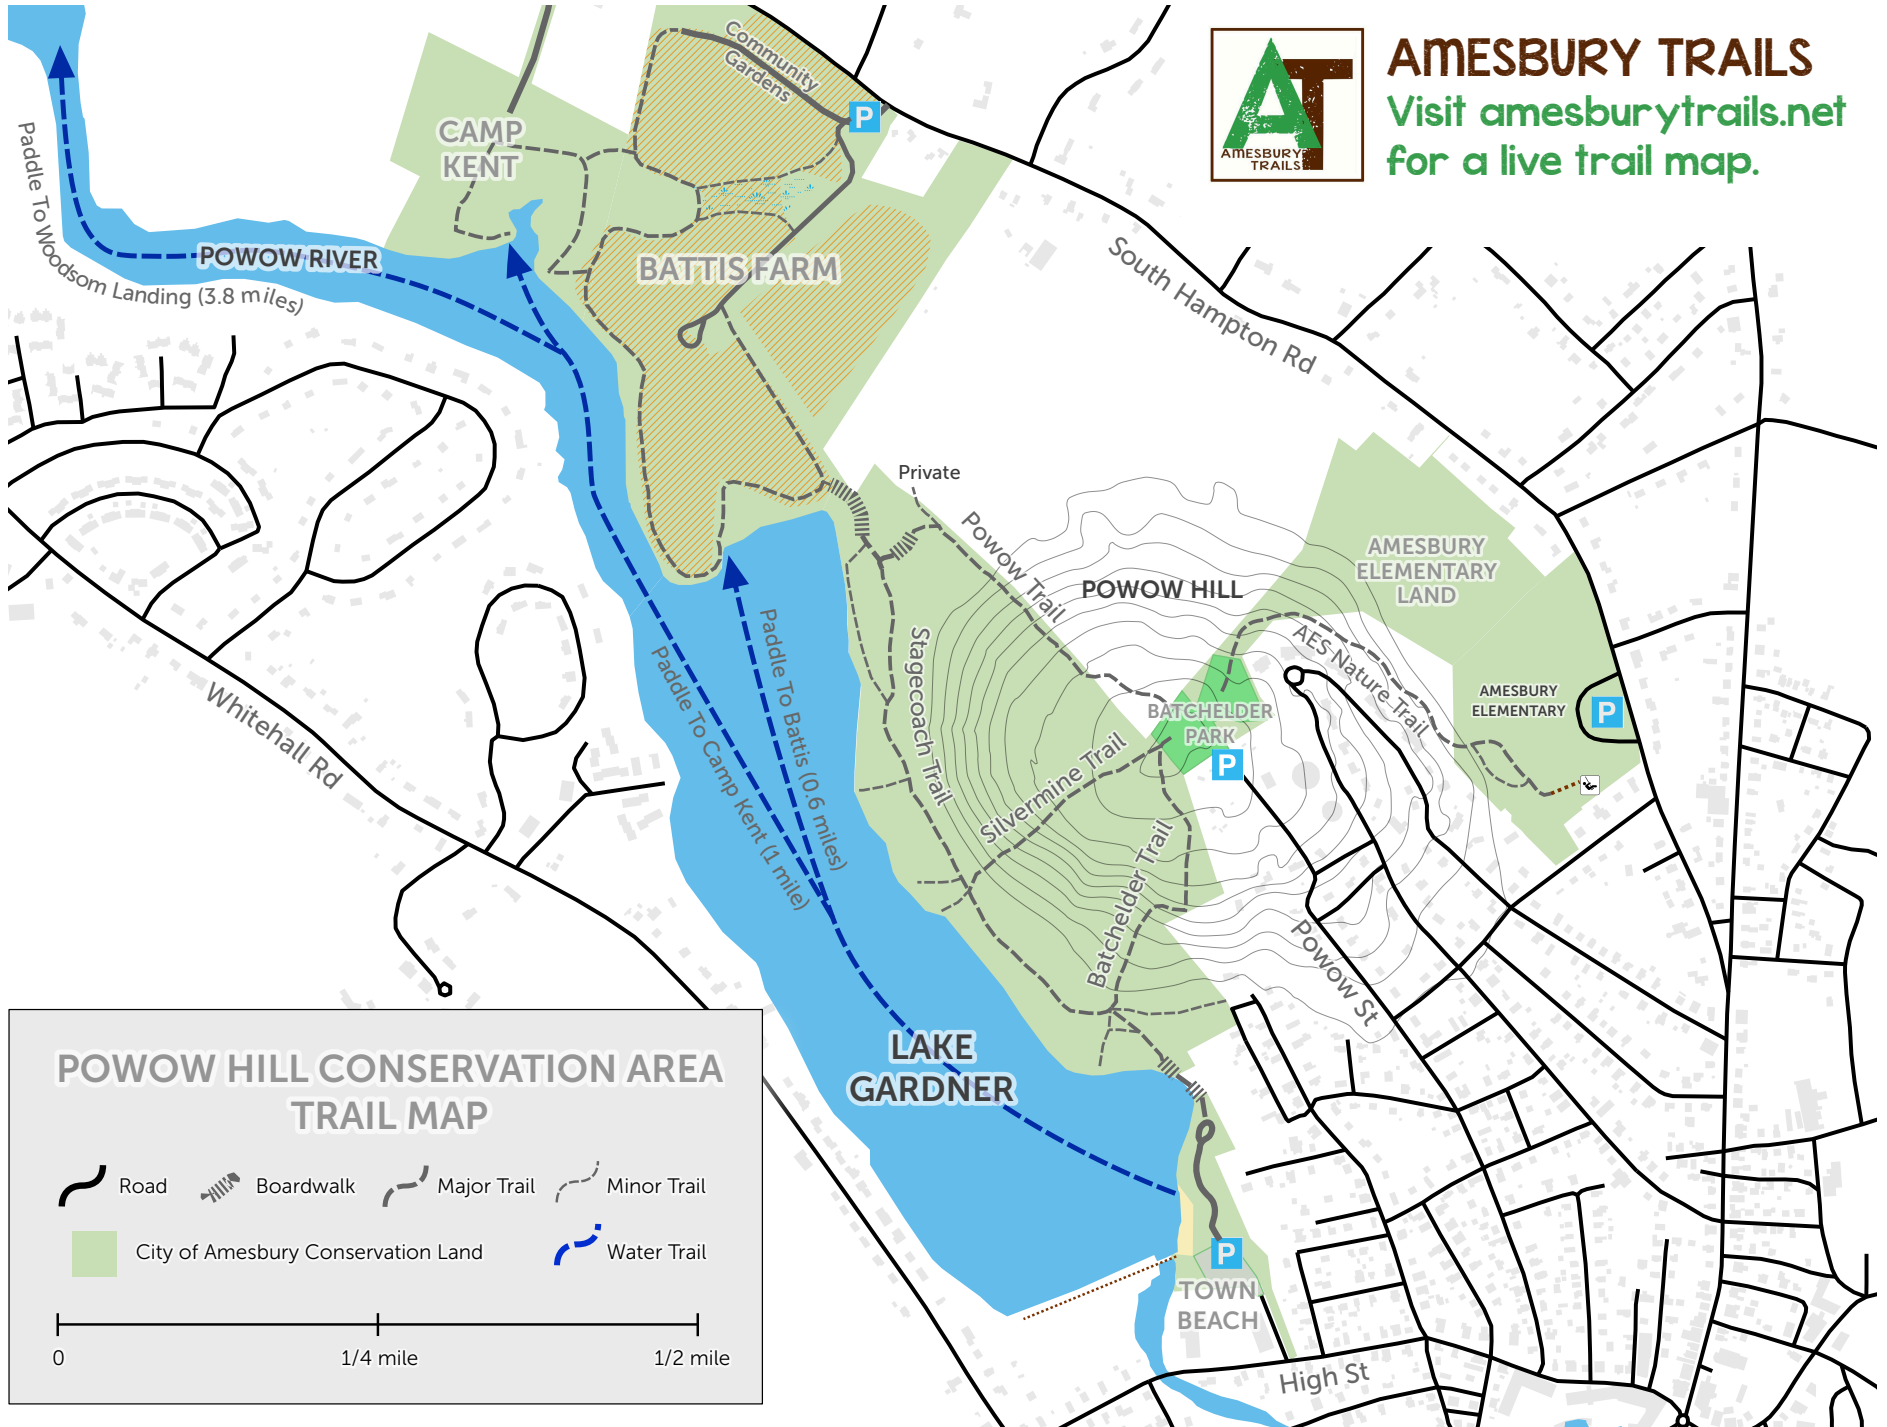 AMESBURY TRAILS
Visit amesburytrails.net
for a live trail map.
AT
AMESBURY
TRAILS
Community
Gardens
P
CAMP
KENT
Paddle To Woodsom Landing (3.8 miles)
POWOW RIVER
BATTIS FARM
South Hampton Rd
Private
Powow Trail
POWOW HILL
AMESBURY
ELEMENTARY
LAND
AES Nature Trail
AMESBURY
ELEMENTARY
P
BATCHELDER
PARK
P
Stagecoach Trail
Silvermine Trail
Batchelder Trail
Paddle To Battis (0.6 miles)
Paddle To Camp Kent (1 mile)
Whitehall Rd
Powow St
LAKE
GARDNER
P
TOWN
BEACH
High St
POWOW HILL CONSERVATION AREA
TRAIL MAP
Road
Boardwalk
Major Trail
Minor Trail
City of Amesbury Conservation Land
Water Trail
0
1/4 mile
1/2 mile